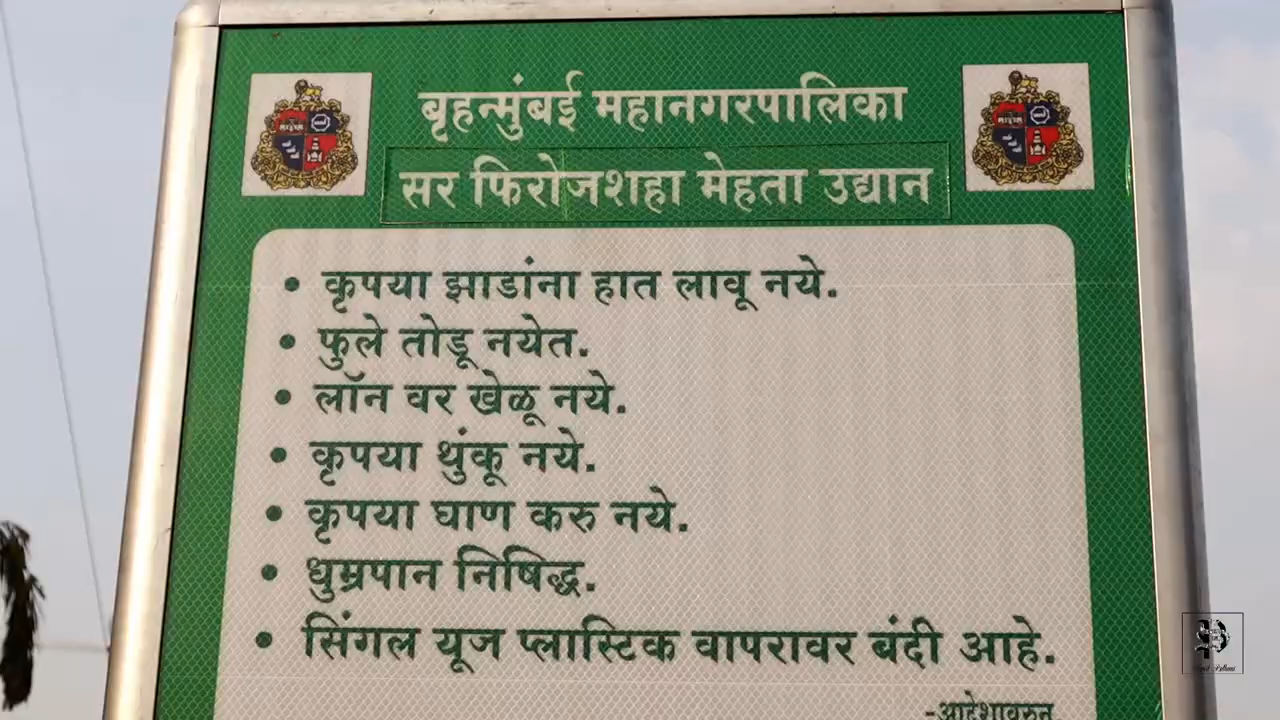 बृहन्मुंबई महानगरपालिका
सर फिरोजशहा मेहता उद्यान
• कृपया झाडांना हात लावू नये.
• फुले तोडू नयेत.
• लॉन वर खेळू नये.
• कृपया थुंकू नये.
• कृपया घाण करु नये.
• धुम्रपान निषिद्ध.
• सिंगल यूज प्लास्टिक वापरावर बंदी आहे.
-आदेशावरुन